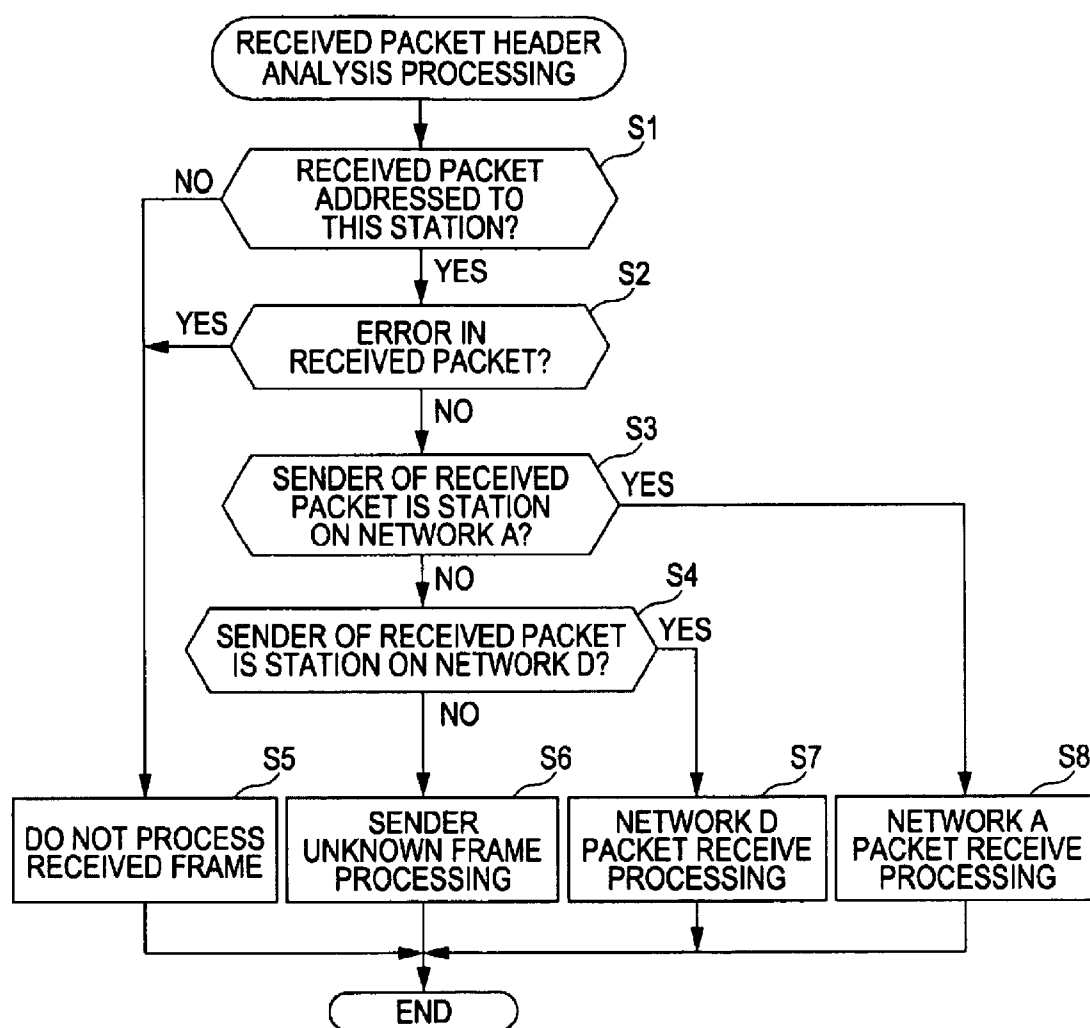 RECEIVED PACKET HEADER
ANALYSIS PROCESSING
S1
RECEIVED PACKET
ADDRESSED TO
THIS STATION?
NO
YES
S2
ERROR IN
RECEIVED PACKET?
YES
NO
S3
SENDER OF RECEIVED
PACKET IS STATION
ON NETWORK A?
YES
NO
S4
SENDER OF RECEIVED PACKET
IS STATION ON NETWORK D?
YES
NO
S5
DO NOT PROCESS
RECEIVED FRAME
S6
SENDER
UNKNOWN FRAME
PROCESSING
S7
NETWORK D
PACKET RECEIVE
PROCESSING
S8
NETWORK A
PACKET RECEIVE
PROCESSING
END